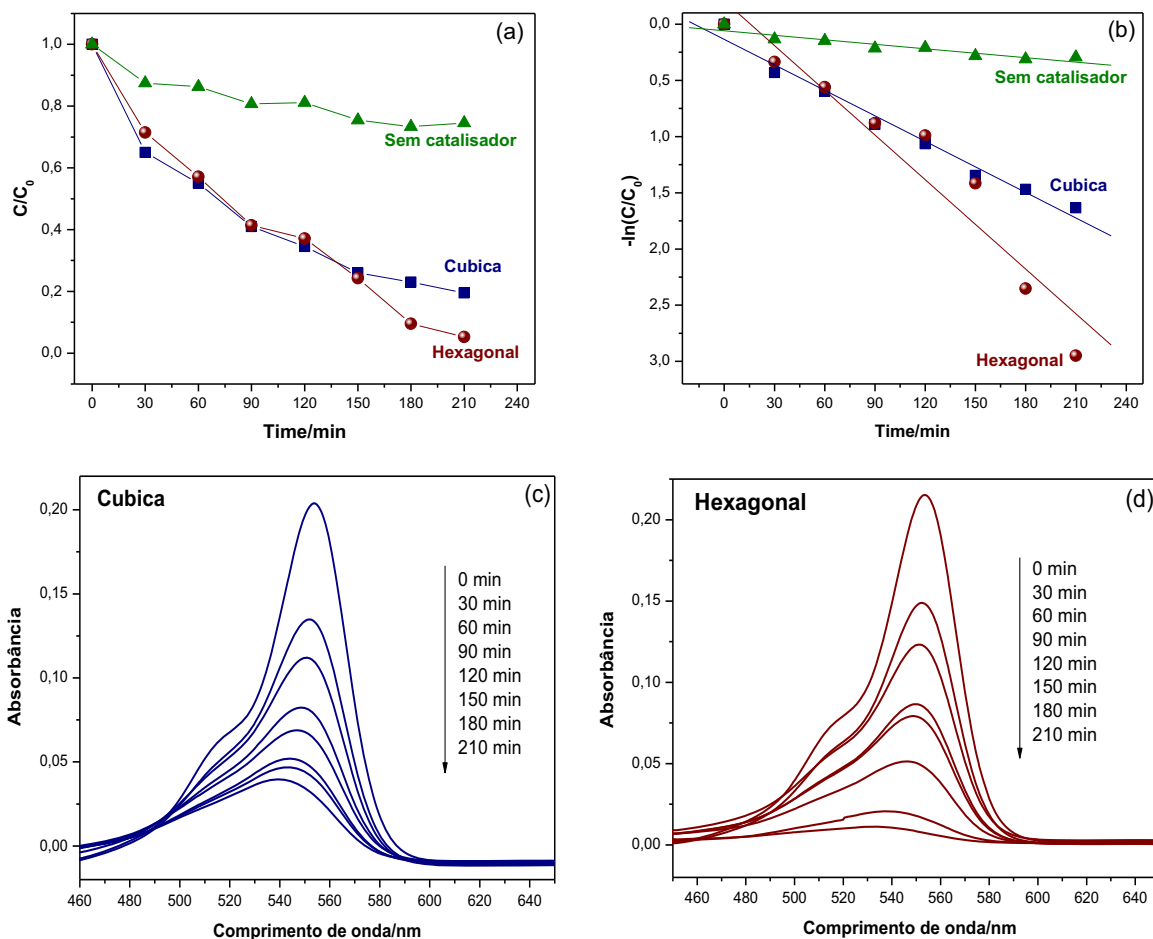 (a)
1,0
0,8
0,6
0,4
0,2
0,0
C/C0
Sem catalisador
Cubica
Hexagonal
0 30 60 90 120 150 180 210 240
Time/min
(b)
0,0
0,5
1,0
1,5
2,0
2,5
3,0
-ln(C/C0)
Sem catalisador
Cubica
Hexagonal
0 30 60 90 120 150 180 210 240
Time/min
Cubica
(c)
0,20
0,15
0,10
0,05
0,00
Absorbância
0 min
30 min
60 min
90 min
120 min
150 min
180 min
210 min
460 480 500 520 540 560 580 600 620 640
Comprimento de onda/nm
Hexagonal
(d)
0,20
0,15
0,10
0,05
0,00
Absorbância
0 min
30 min
60 min
90 min
120 min
150 min
180 min
210 min
460 480 500 520 540 560 580 600 620 640
Comprimento de onda/nm